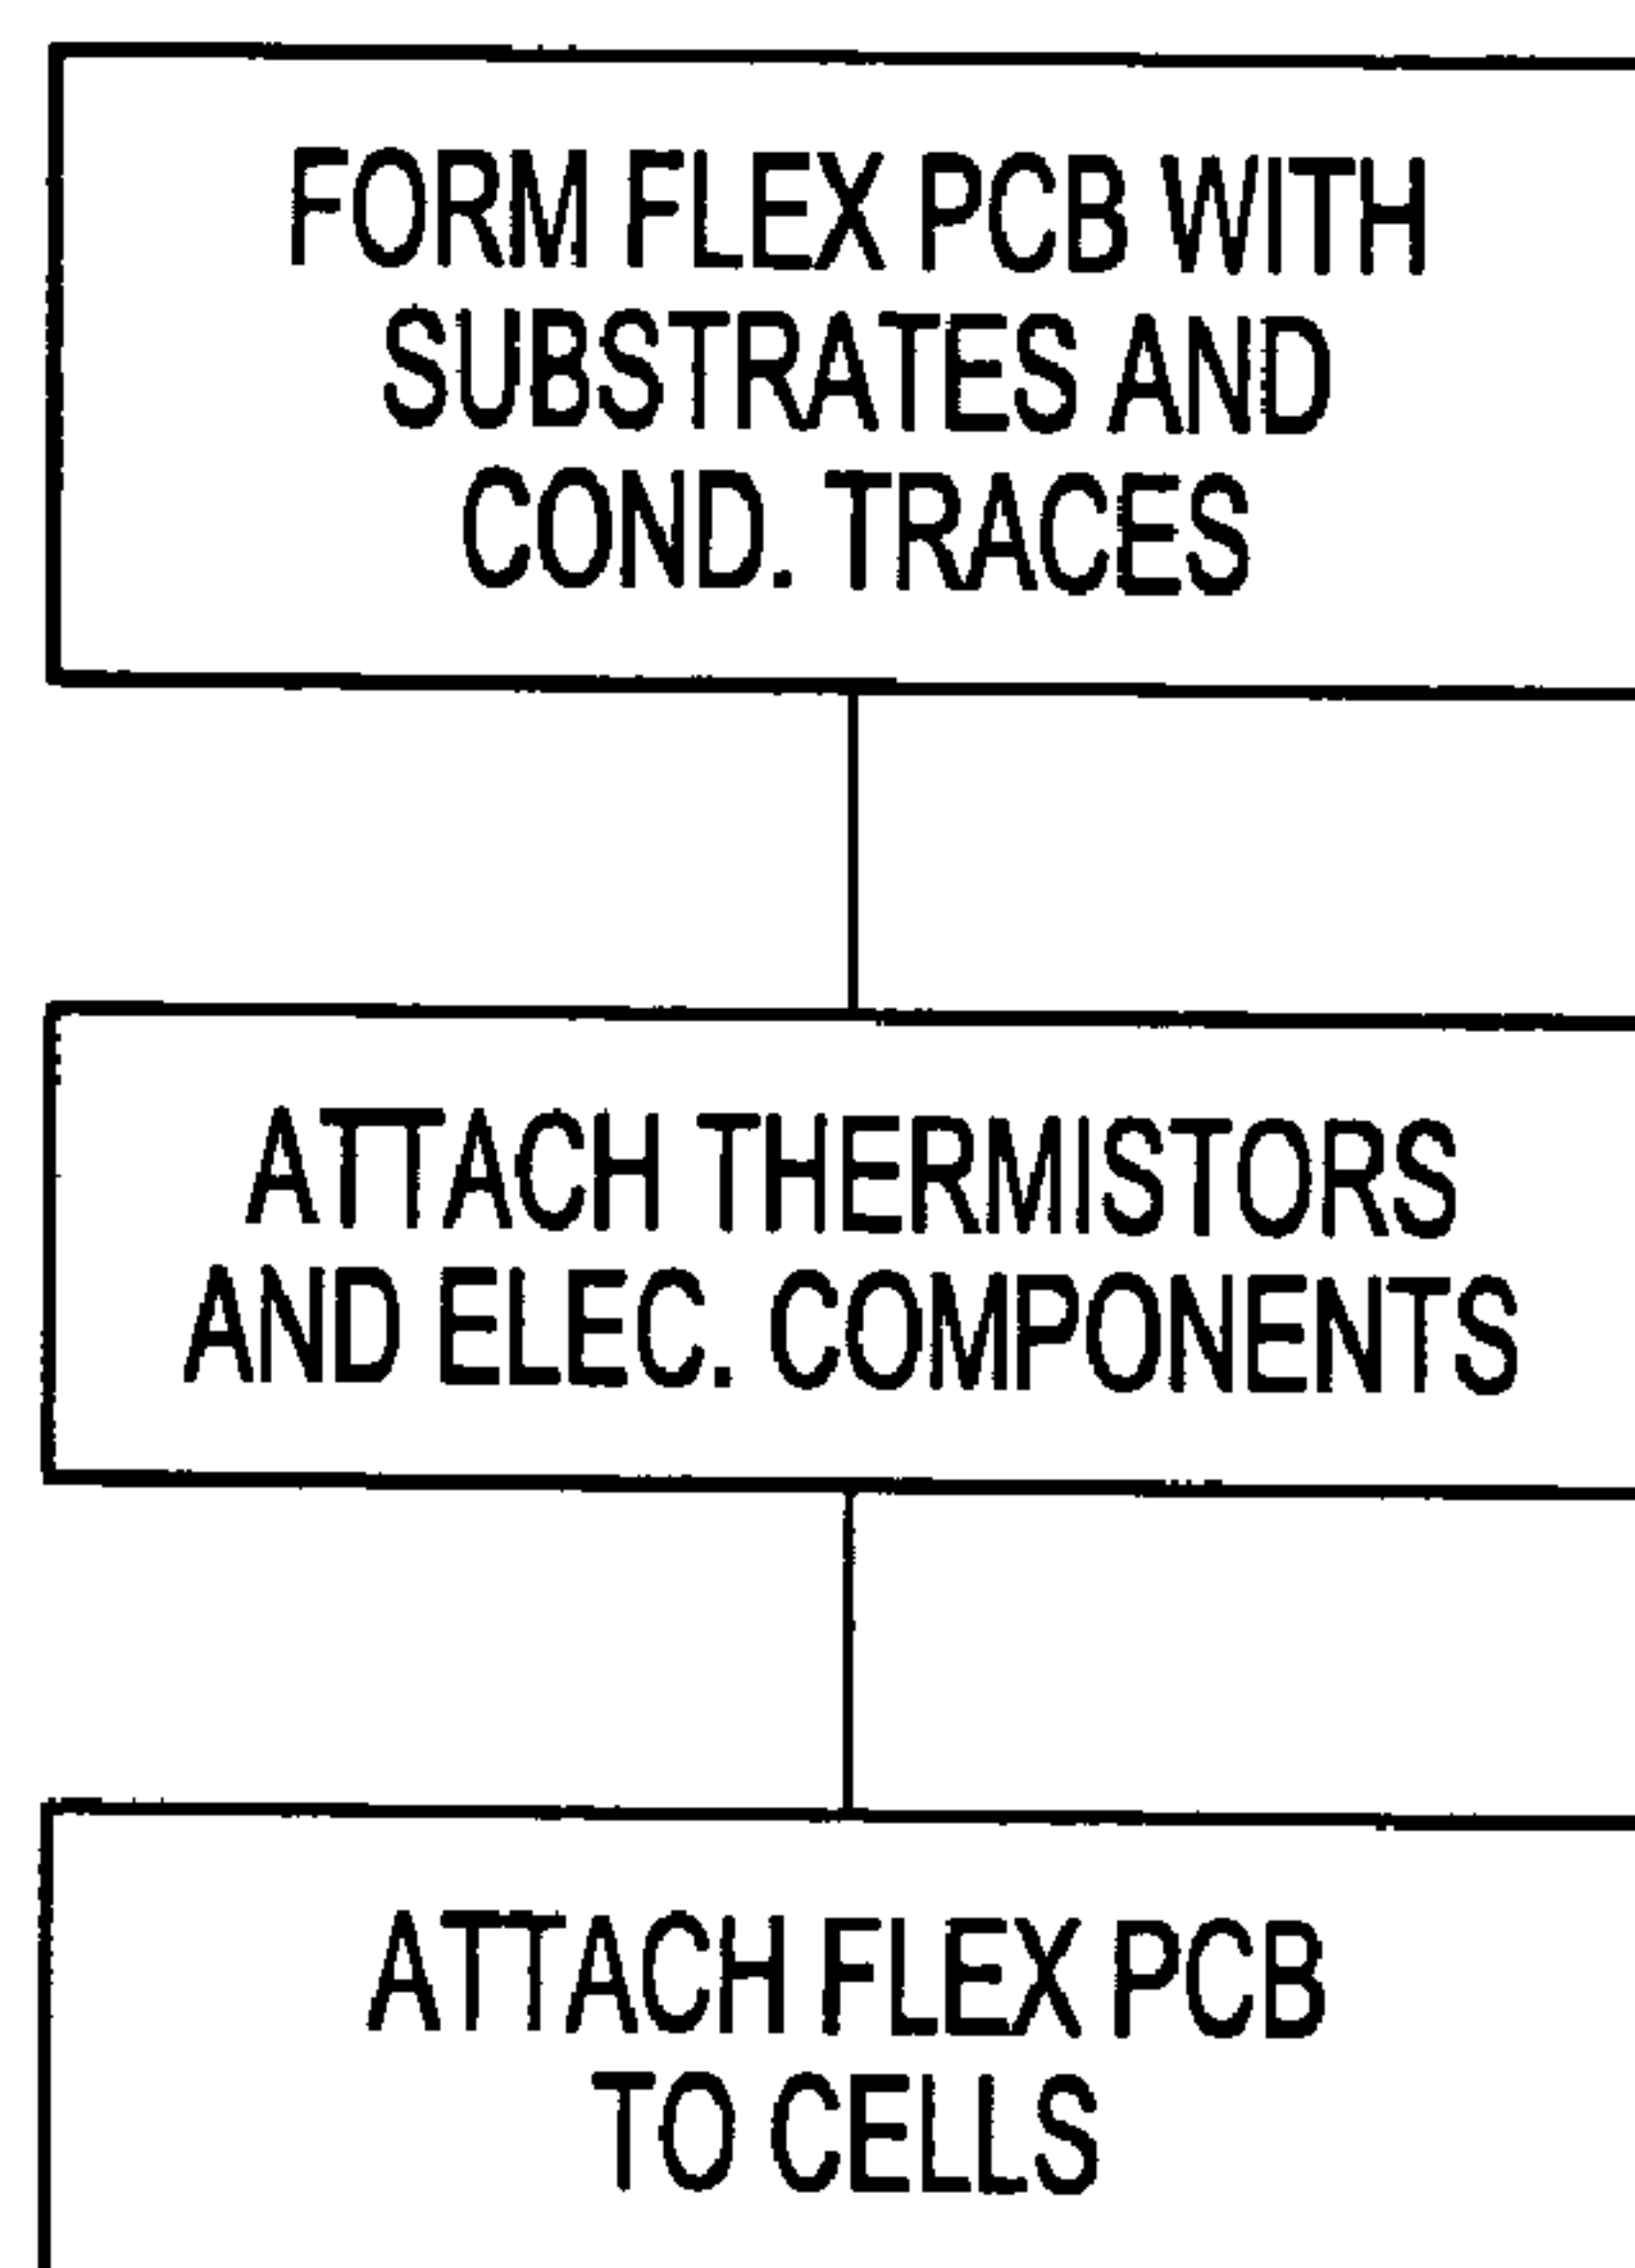 FORM FLEX PCB WITH
SUBSTRATES AND
COND. TRACES
ATTACH THERMISTORS
AND ELEC. COMPONENTS
ATTACH FLEX PCB
TO CELLS